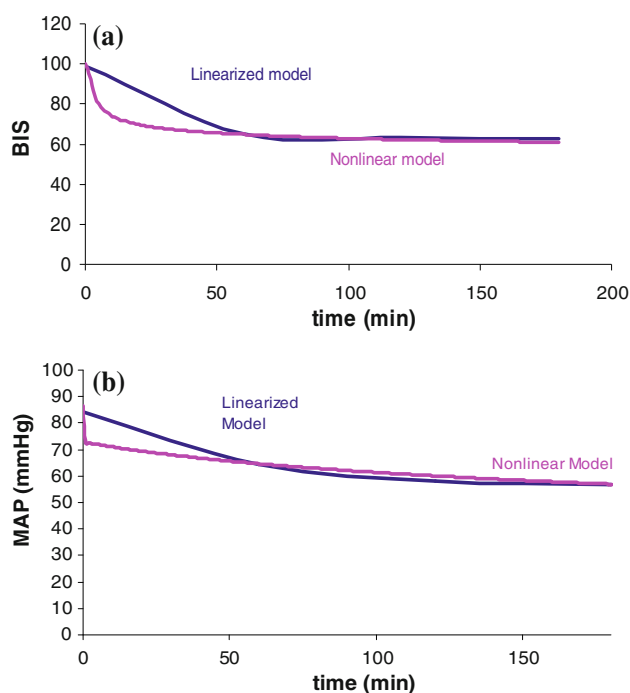 (a)
120
100
80
60
40
20
0
BIS
Linearized model
Nonlinear model
0 50 100 150 200
time (min)
(b)
100
90
80
70
60
50
40
30
20
10
0
MAP (mmHg)
Linearized
Model
Nonlinear Model
0 50 100 150
time (min)